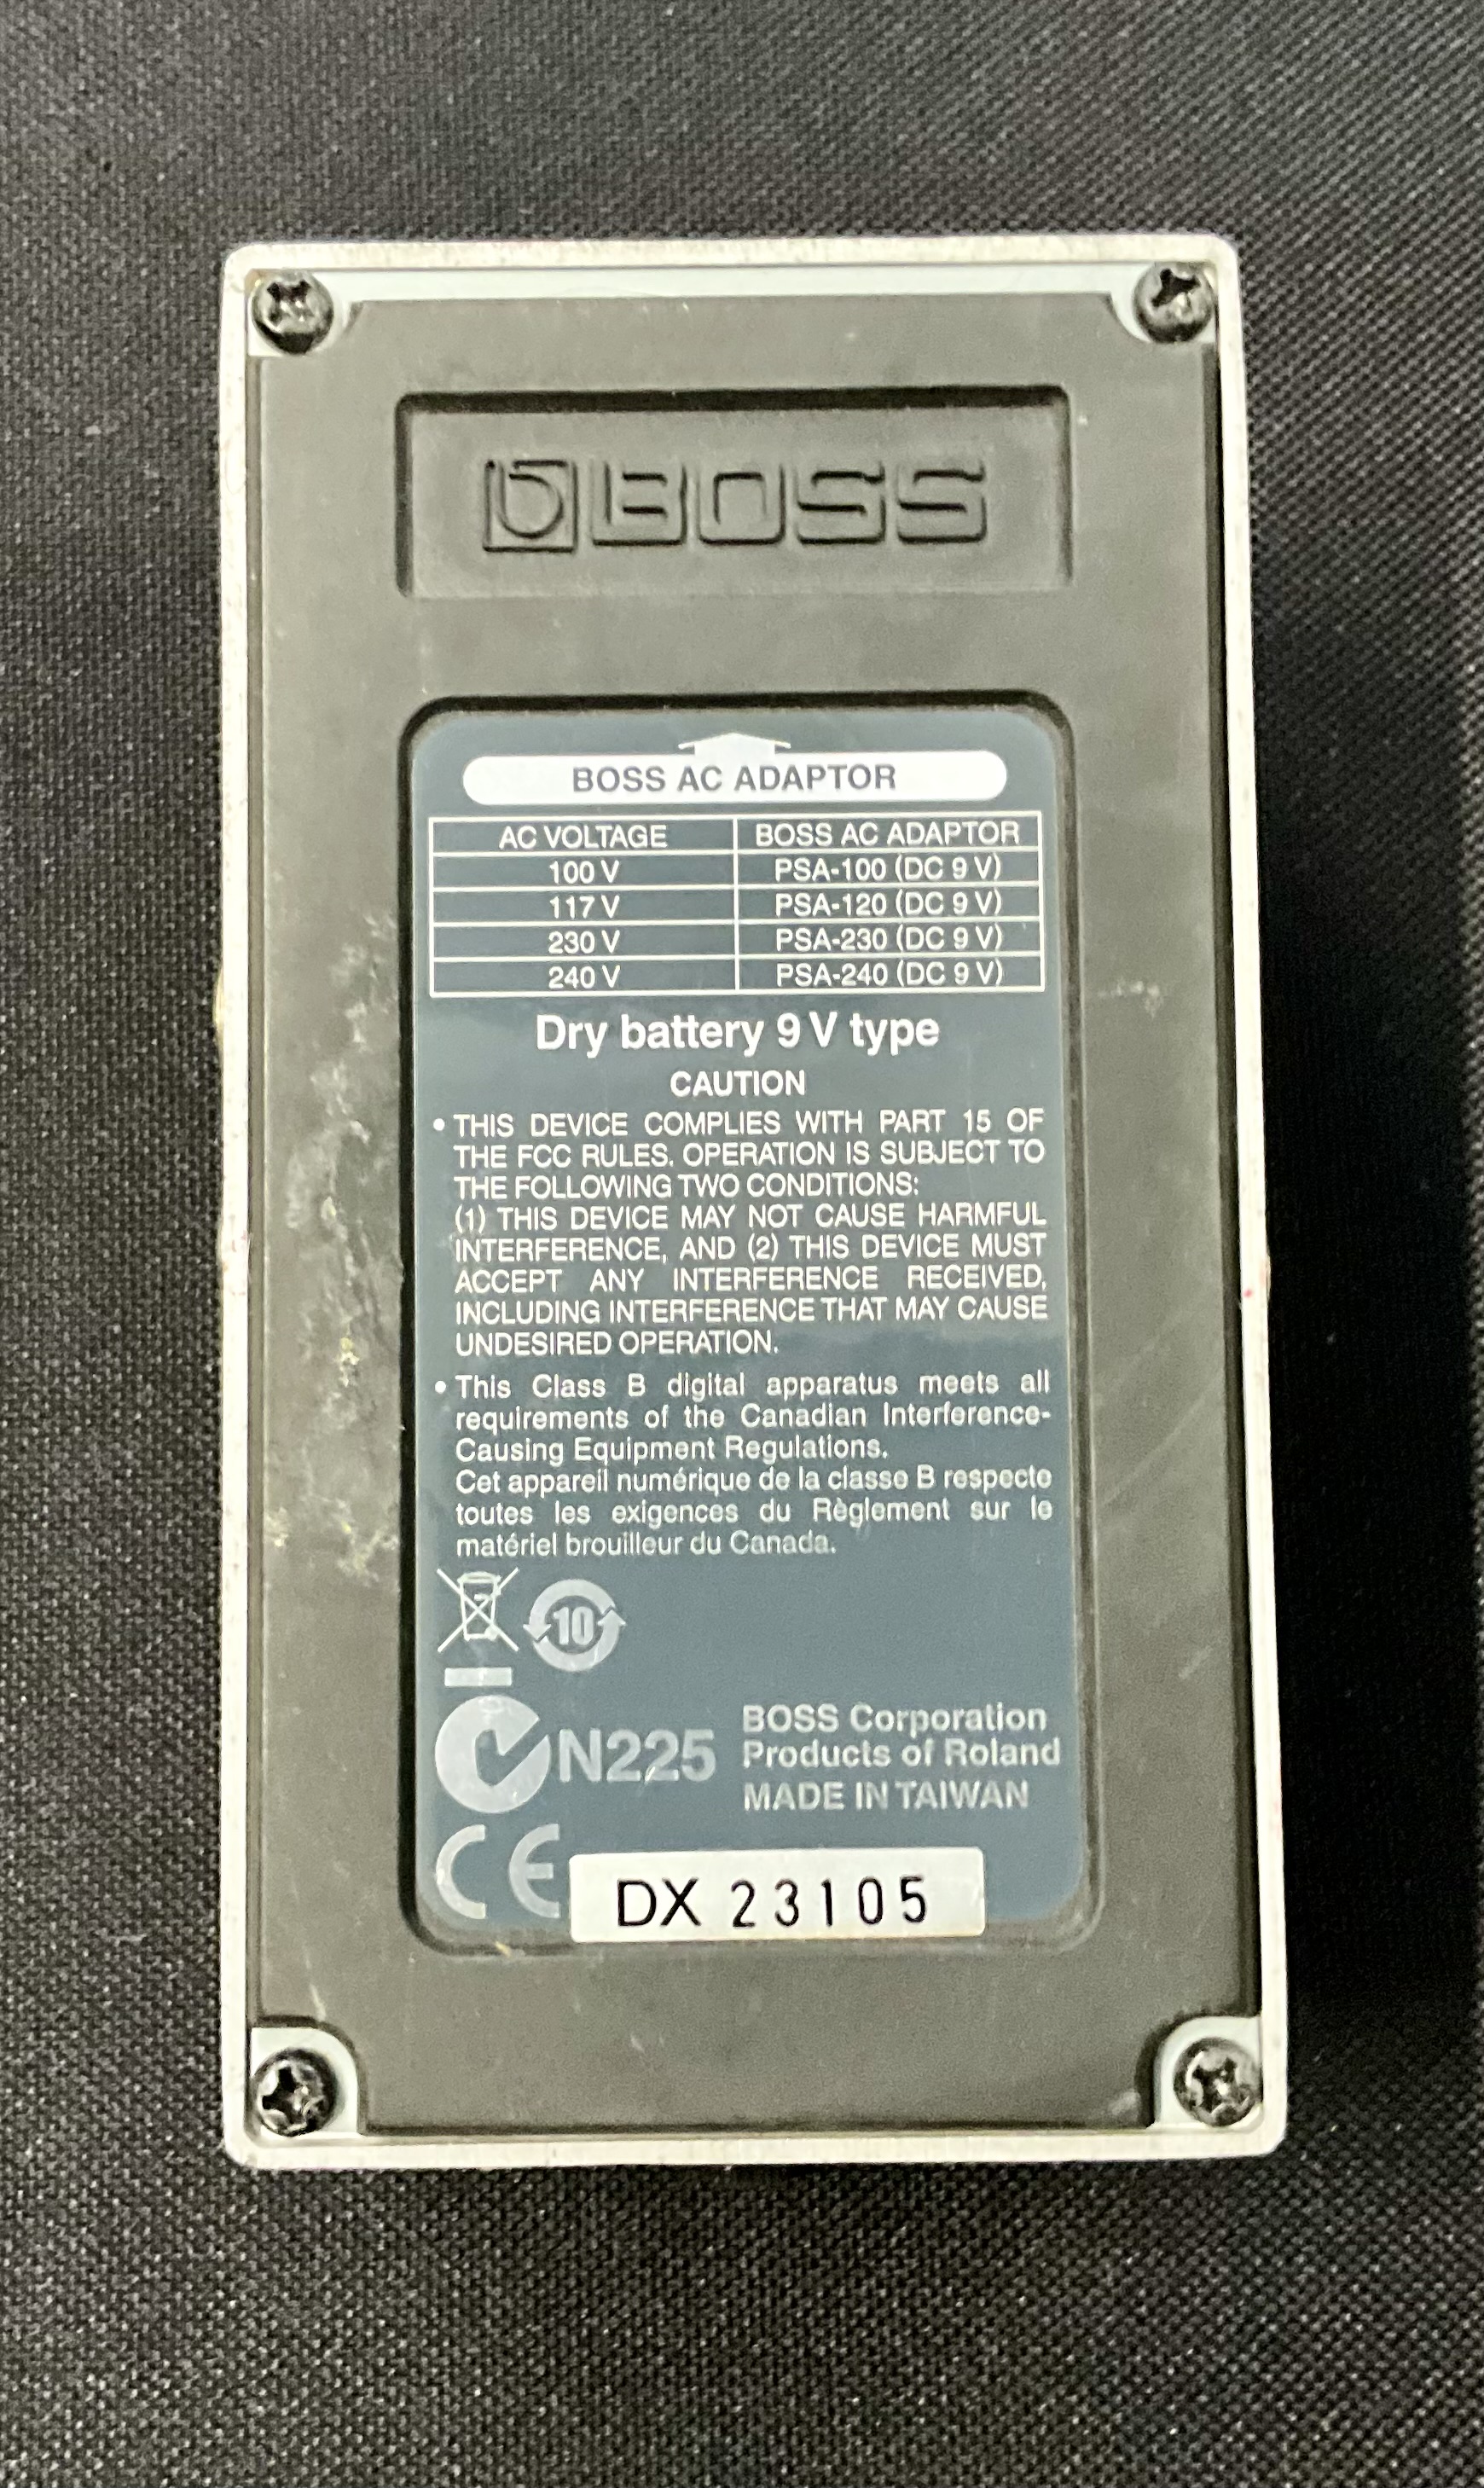 BOSS
BOSS AC ADAPTOR
AC VOLTAGE BOSS AC ADAPTOR
100 V PSA-100 (DC 9 V)
117 V PSA-120 (DC 9 V)
230 V PSA-230 (DC 9 V)
240 V PSA-240 (DC 9 V)
Dry battery 9 V type
CAUTION
• THIS DEVICE COMPLIES WITH PART 15 OF
THE FCC RULES. OPERATION IS SUBJECT TO
THE FOLLOWING TWO CONDITIONS:
(1) THIS DEVICE MAY NOT CAUSE HARMFUL
INTERFERENCE, AND (2) THIS DEVICE MUST
ACCEPT ANY INTERFERENCE RECEIVED,
INCLUDING INTERFERENCE THAT MAY CAUSE
UNDESIRED OPERATION.
• This Class B digital apparatus meets all
requirements of the Canadian Interference-
Causing Equipment Regulations.
Cet appareil numérique de la classe B respecte
toutes les exigences du Règlement sur le
matériel brouilleur du Canada.
10
N225
BOSS Corporation
Products of Roland
MADE IN TAIWAN
CE
DX 23105